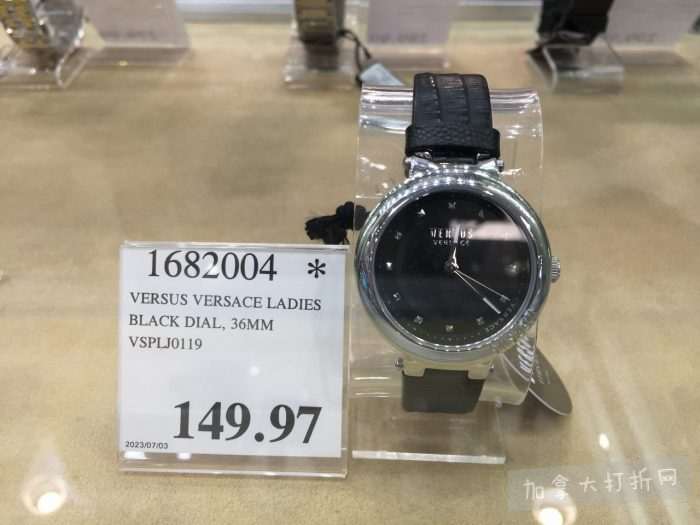 1682004 *
VERSUS VERSACE LADIES
BLACK DIAL, 36MM
VSPLJ0119
149.97
2023/07/03
VERSUS
VERSACE
加拿大打折网